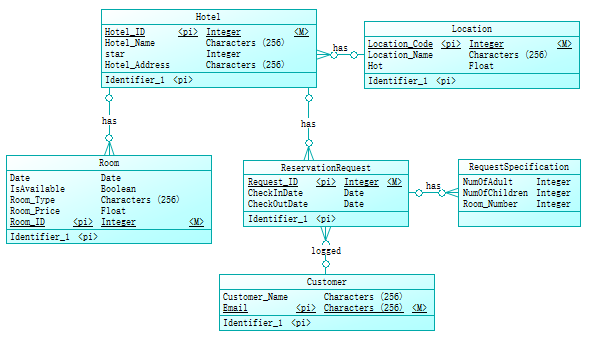 Hotel
Hotel_ID <pi> Integer <M>
Hotel_Name Characters (256)
star Integer
Hotel_Address Characters (256)
Identifier_1 <pi>
has
Location
Location_Code <pi> Integer <M>
Location_Name Characters (256)
Hot Float
Identifier_1 <pi>
has
has
Room
Date Date
IsAvailable Boolean
Room_Type Characters (256)
Room_Price Float
Room_ID <pi> Integer <M>
Identifier_1 <pi>
ReservationRequest
Request_ID <pi> Integer <M>
CheckInDate Date
CheckOutDate Date
Identifier_1 <pi>
has
RequestSpecification
NumOfAdult Integer
NumOfChildren Integer
Room_Number Integer
logged
Customer
Customer_Name Characters (256)
Email <pi> Characters (256) <M>
Identifier_1 <pi>